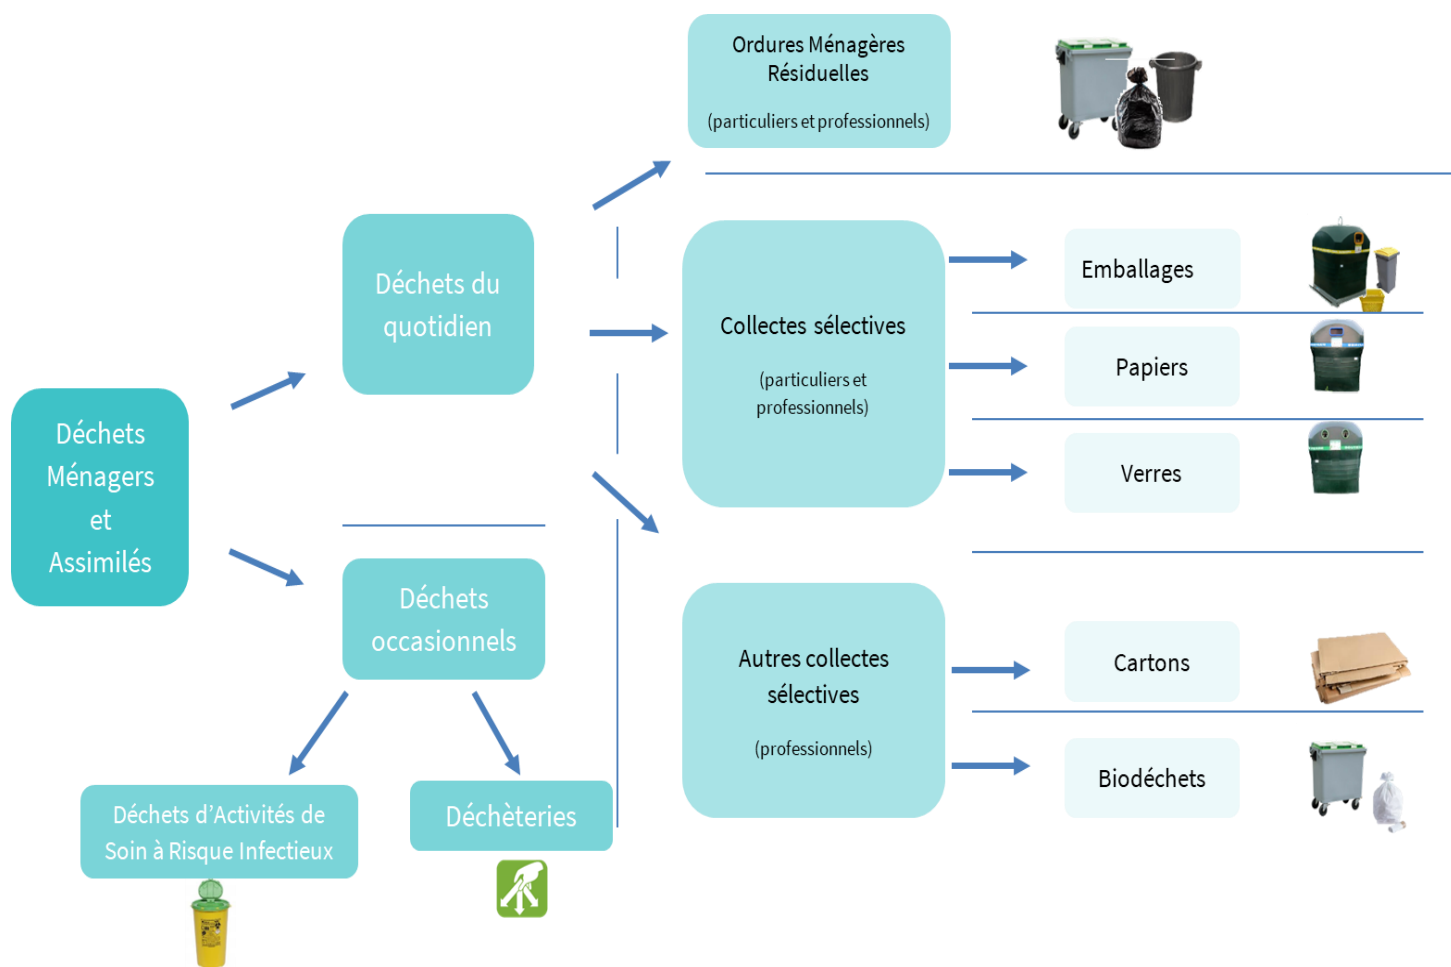 Ordures Ménagères
Résiduelles
(particuliers et professionnels)
Déchets du
quotidien
Collectes sélectives
(particuliers et
professionnels)
Emballages
Papiers
Verres
Déchets
Ménagers
et
Assimilés
Déchets
occasionnels
Autres collectes
sélectives
(professionnels)
Cartons
Biodéchets
Déchets d’Activités de
Soin à Risque Infectieux
Déchèteries